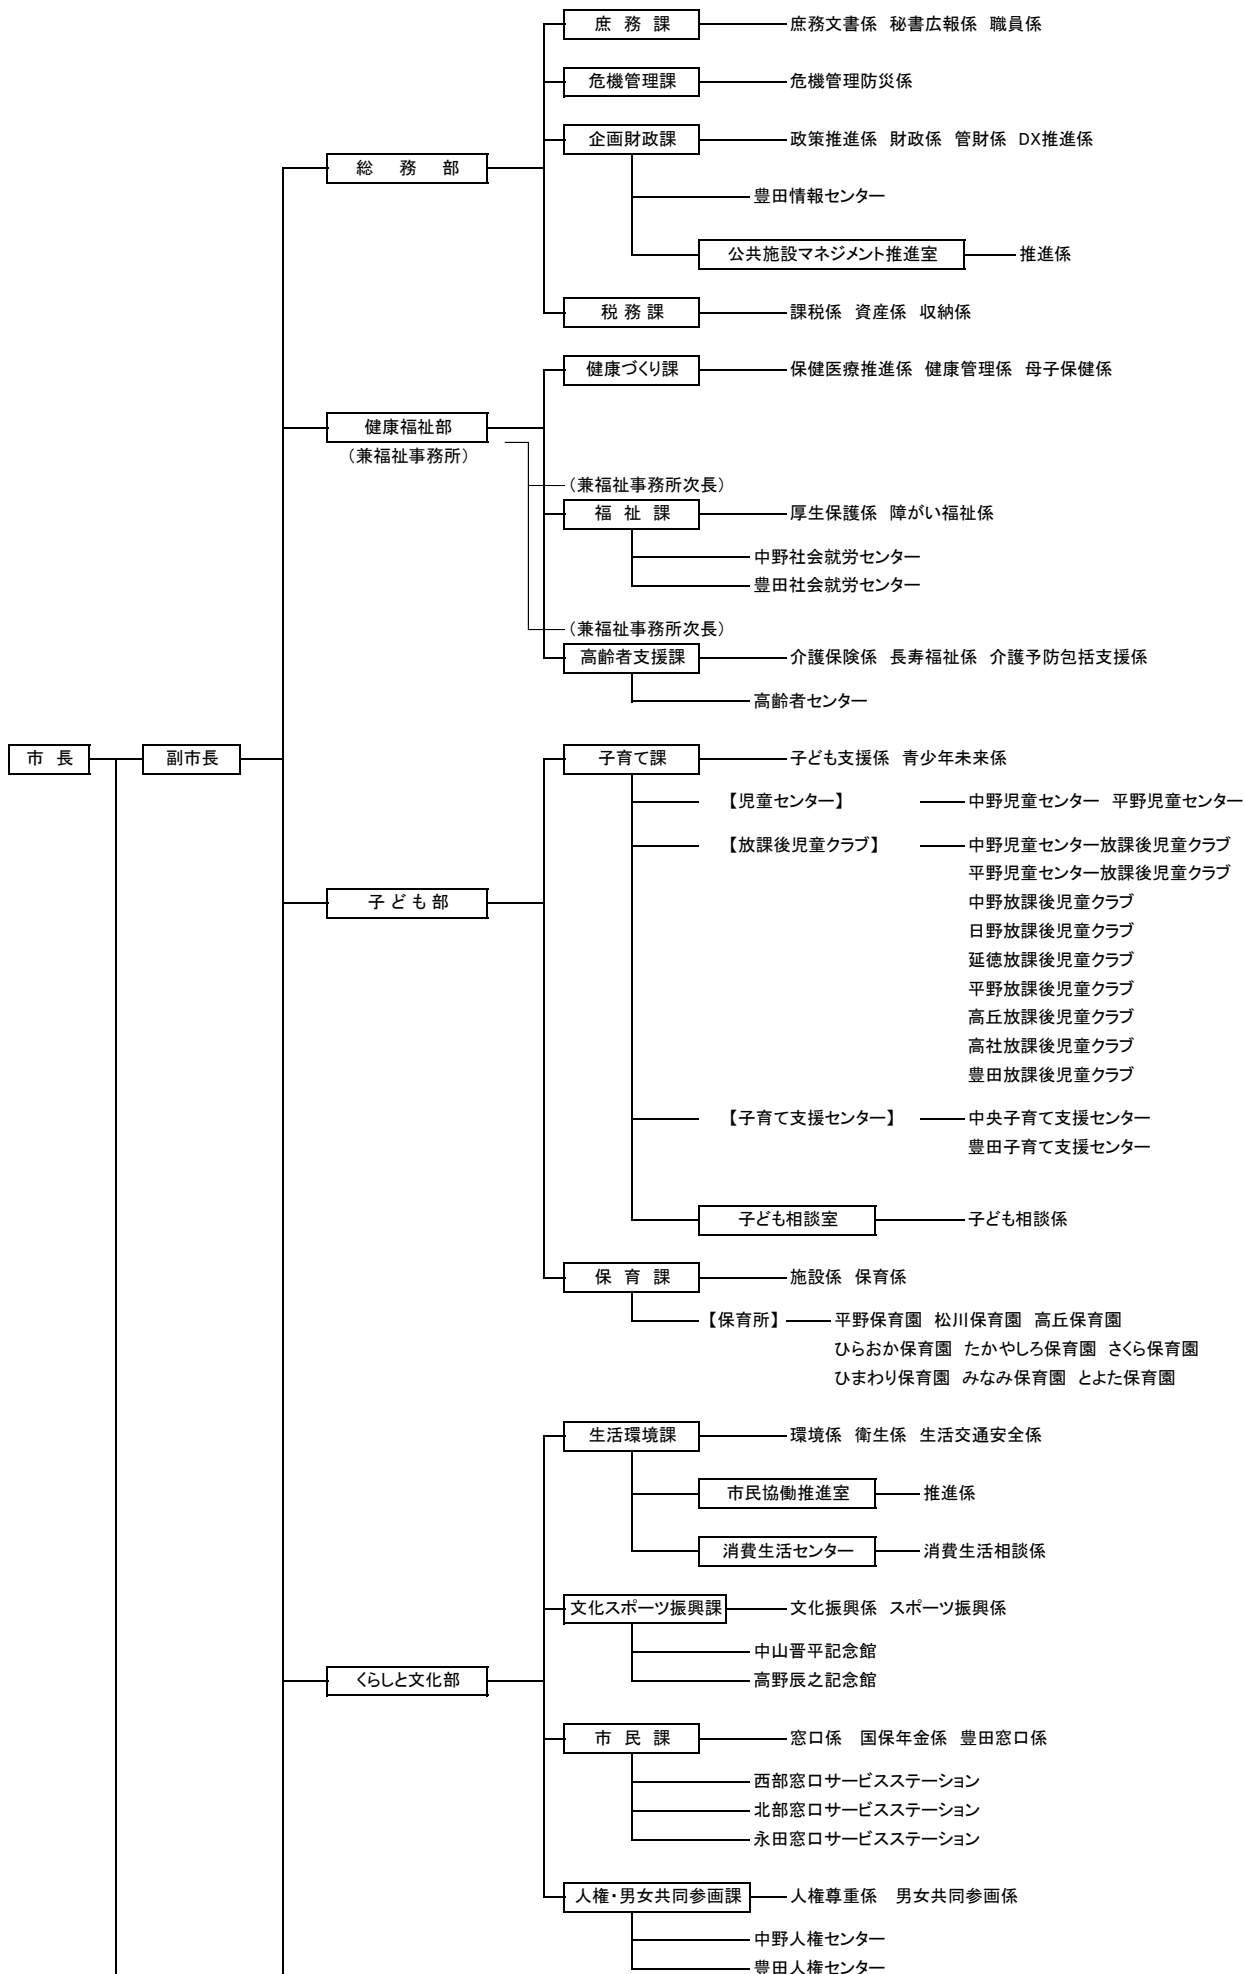 庶務課 庶務文書係 秘書広報係 職員係
危機管理課 危機管理防災係
企画財政課 政策推進係 財政係 管財係 DX推進係
総務部
豊田情報センター
公共施設マネジメント推進室 推進係
税務課 課税係 資産係 収納係
健康づくり課 保健医療推進係 健康管理係 母子保健係
健康福祉部
(兼福祉事務所)
(兼福祉事務所次長)
福祉課 厚生保護係 障がい福祉係
中野社会就労センター
豊田社会就労センター
(兼福祉事務所次長)
高齢者支援課 介護保険係 長寿福祉係 介護予防包括支援係
高齢者センター
市長 副市長 子育て課 子ども支援係 青少年未来係
【児童センター】 中野児童センター 平野児童センター
【放課後児童クラブ】 中野児童センター放課後児童クラブ
平野児童センター放課後児童クラブ
子ども部 中野放課後児童クラブ
日野放課後児童クラブ
延徳放課後児童クラブ
平野放課後児童クラブ
高丘放課後児童クラブ
高社放課後児童クラブ
豊田放課後児童クラブ
【子育て支援センター】 中央子育て支援センター
豊田子育て支援センター
子ども相談室 子ども相談係
保育課 施設係 保育係
【保育所】 平野保育園 松川保育園 高丘保育園
ひらおか保育園 たかやしろ保育園 さくら保育園
ひまわり保育園 みなみ保育園 とよた保育園
生活環境課 環境係 衛生係 生活交通安全係
市民協働推進室 推進係
消費生活センター 消費生活相談係
文化スポーツ振興課 文化振興係 スポーツ振興係
中山晋平記念館
くらしと文化部 高野辰之記念館
市民課 窓口係 国保年金係 豊田窓口係
西部窓口サービスステーション
北部窓口サービスステーション
永田窓口サービスステーション
人権・男女共同参画課 人権尊重係 男女共同参画係
中野人権センター
豊田人権センター